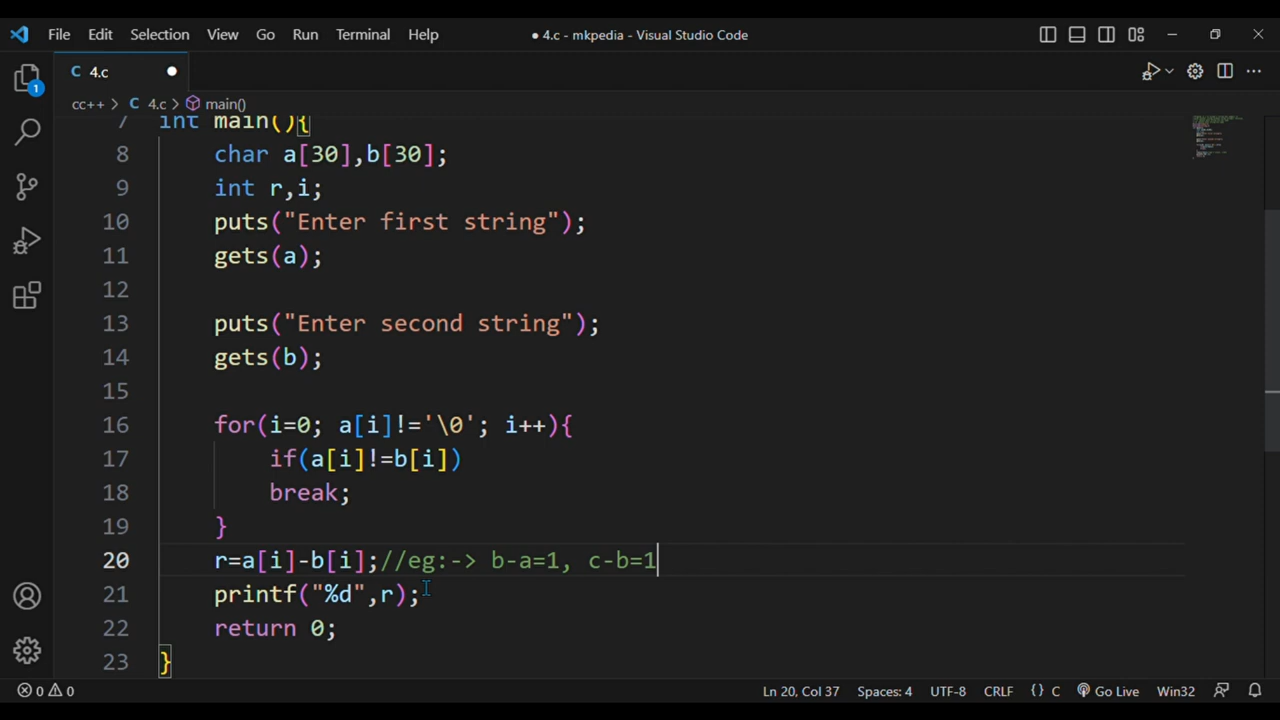 File Edit Selection View Go Run Terminal Help ● 4.c - mkpedia - Visual Studio Code
C 4.c ●
1
cc++ > C 4.c > main()
7 int main(){
8 char a[30],b[30];
9 int r,i;
10 puts("Enter first string");
11 gets(a);
12
13 puts("Enter second string");
14 gets(b);
15
16 for(i=0; a[i]!='\0'; i++){
17 if(a[i]!=b[i])
18 break;
19 }
20 r=a[i]-b[i];//eg:-> b-a=1, c-b=1
21 printf("%d",r);
22 return 0;
23 }
0 0 Ln 20, Col 37 Spaces: 4 UTF-8 CRLF {} C Go Live Win32